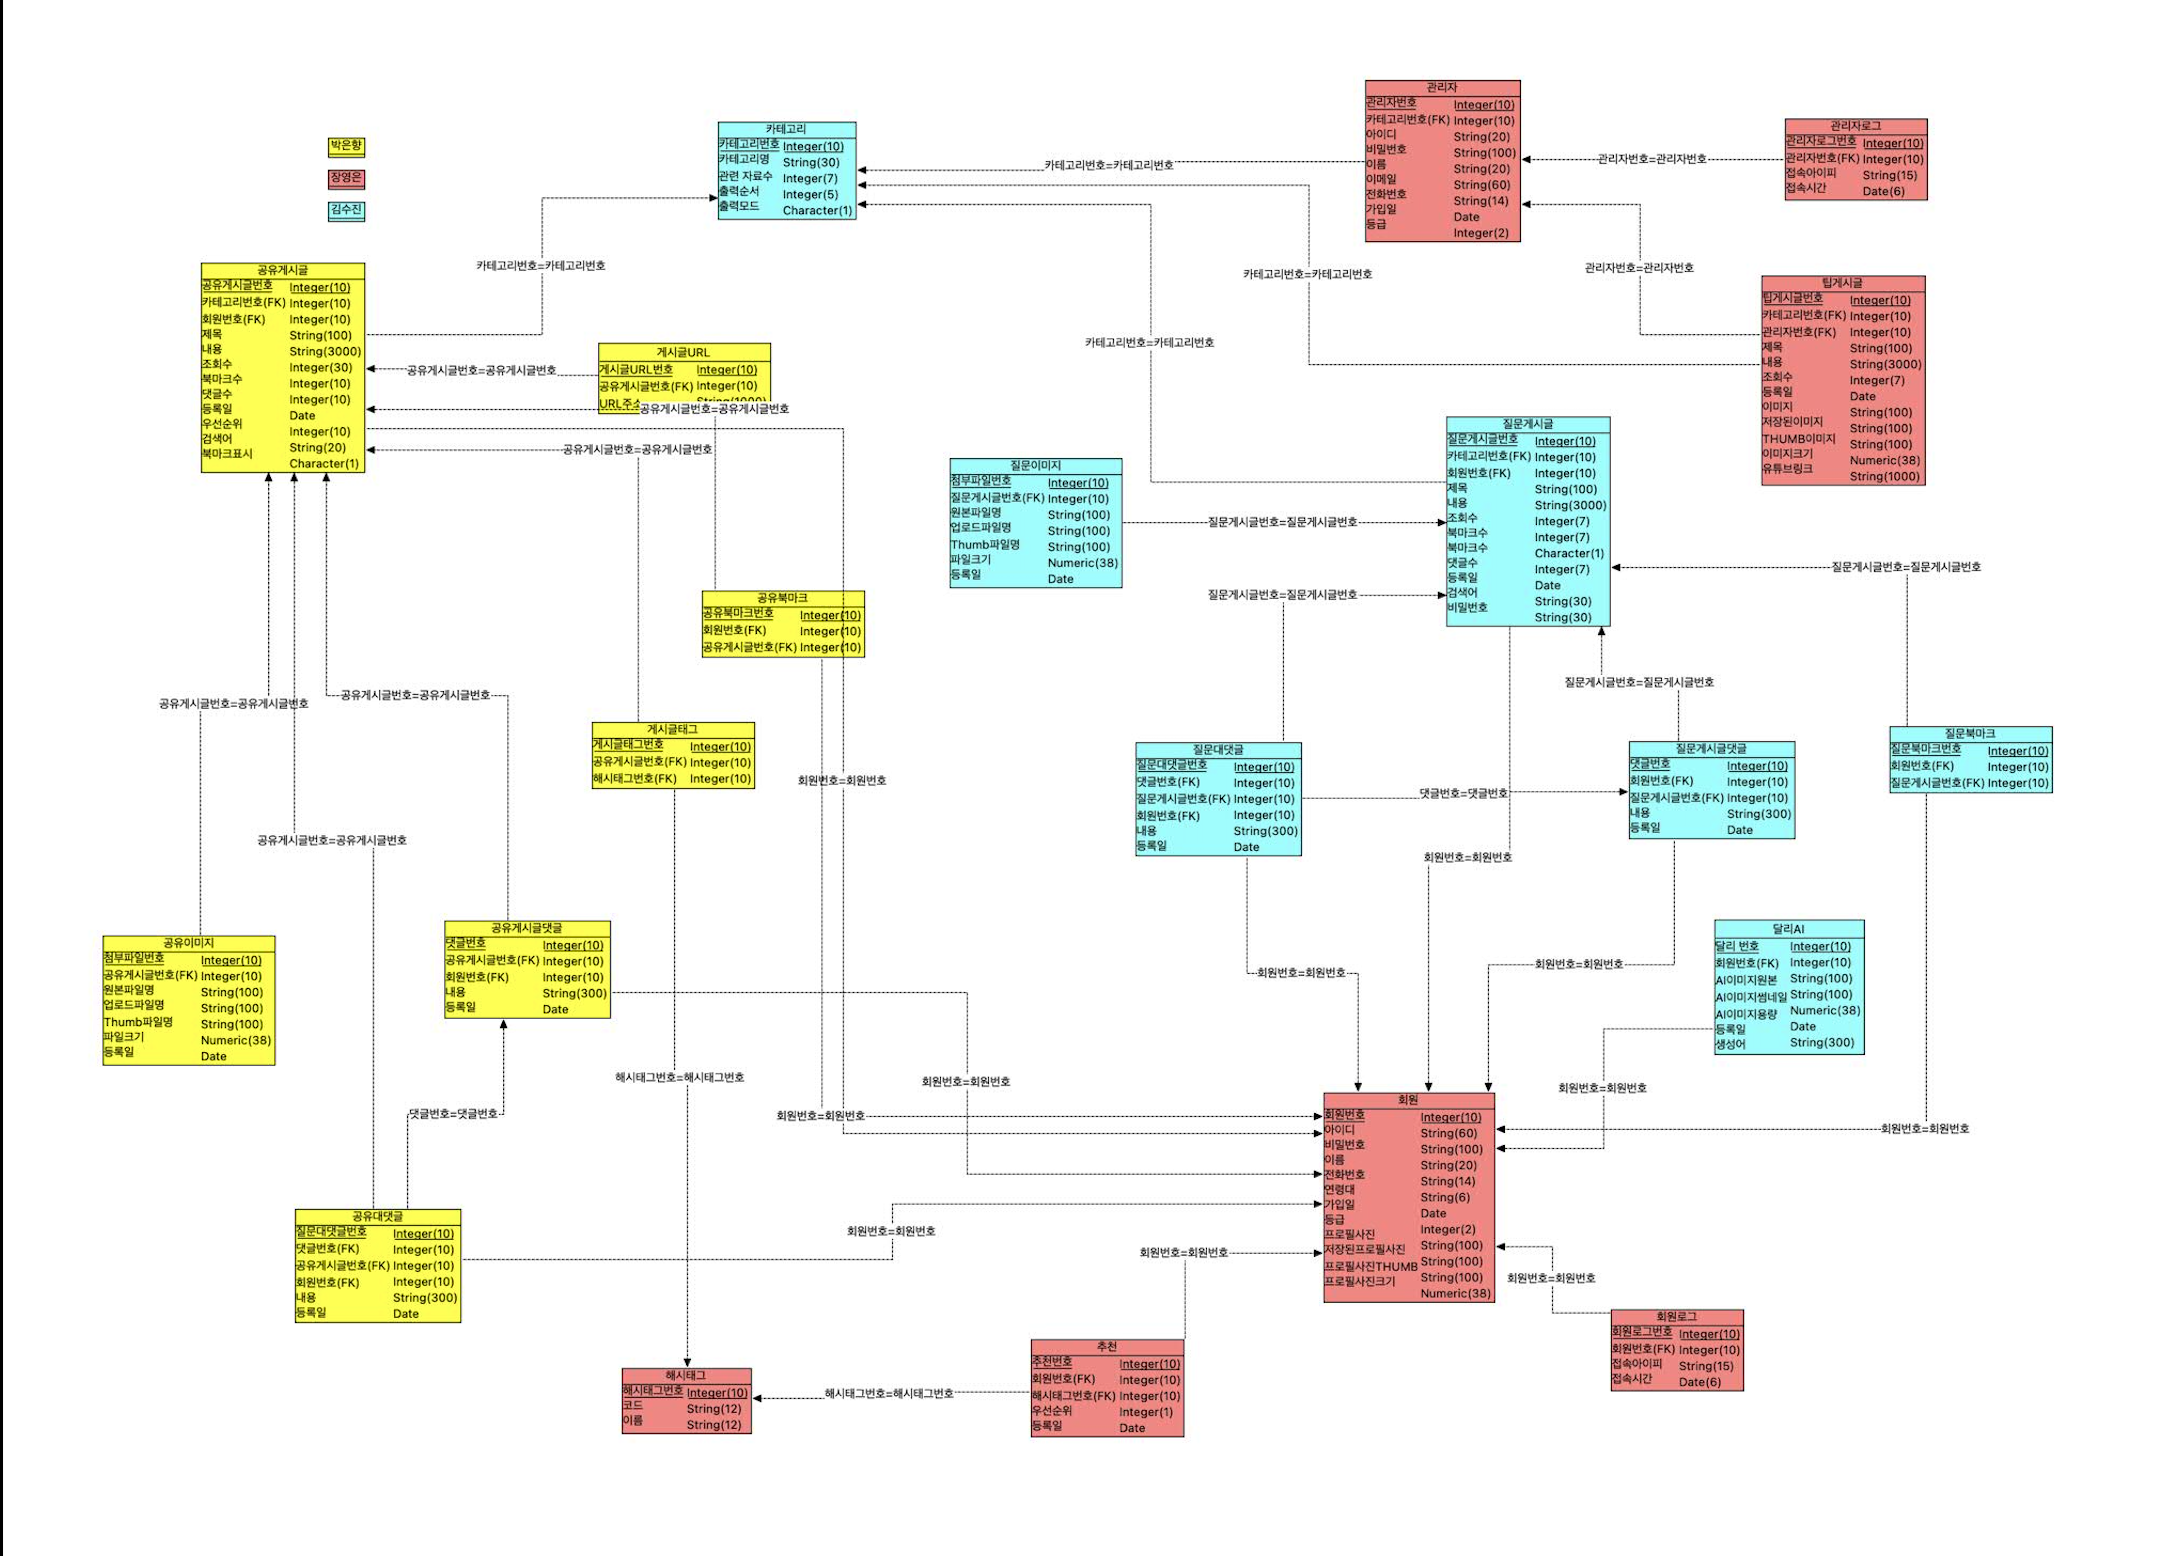 박은향
장영은
김수진
카테고리
카테고리번호 Integer(10)
카테고리명 String(30)
관련 자료수 Integer(7)
출력순서 Integer(5)
출력모드 Character(1)
관리자
관리자번호 Integer(10)
카테고리번호(FK) Integer(10)
아이디 String(20)
비밀번호 String(100)
이름 String(20)
이메일 String(60)
전화번호 String(14)
가입일 Date
등급 Integer(2)
관리자로그
관리자로그번호 Integer(10)
관리자번호(FK) Integer(10)
접속아이피 String(15)
접속시간 Date(6)
카테고리번호=카테고리번호
관리자번호=관리자번호
카테고리번호=카테고리번호
카테고리번호=카테고리번호
관리자번호=관리자번호
카테고리번호=카테고리번호
공유게시글
공유게시글번호 Integer(10)
카테고리번호(FK) Integer(10)
회원번호(FK) Integer(10)
제목 String(100)
내용 String(3000)
조회수 Integer(30)
북마크수 Integer(10)
댓글수 Integer(10)
등록일 Date
우선순위 Integer(10)
검색어 String(20)
북마크표시 Character(1)
팁게시글
팁게시글번호 Integer(10)
카테고리번호(FK) Integer(10)
관리자번호(FK) Integer(10)
제목 String(100)
내용 String(3000)
조회수 Integer(7)
등록일 Date
이미지 String(100)
저장된이미지 String(100)
THUMB이미지 String(100)
이미지크기 Numeric(38)
유튜브링크 String(1000)
게시글URL
게시글URL번호 Integer(10)
공유게시글번호(FK) Integer(10)
공유게시글번호=공유게시글번호
공유게시글번호=공유게시글번호
공유게시글번호=공유게시글번호
질문게시글
질문게시글번호 Integer(10)
카테고리번호(FK) Integer(10)
회원번호(FK) Integer(10)
제목 String(100)
내용 String(3000)
조회수 Integer(7)
북마크수 Integer(7)
북마크수 Character(1)
댓글수 Integer(7)
등록일 Date
검색어 String(30)
비밀번호 String(30)
질문이미지
첨부파일번호 Integer(10)
질문게시글번호(FK) Integer(10)
원본파일명 String(100)
업로드파일명 String(100)
Thumb파일명 String(100)
파일크기 Numeric(38)
등록일 Date
질문게시글번호=질문게시글번호
질문게시글번호=질문게시글번호
질문게시글번호=질문게시글번호
질문게시글번호=질문게시글번호
공유북마크
공유북마크번호 Integer(10)
회원번호(FK) Integer(10)
공유게시글번호(FK) Integer(10)
공유게시글번호=공유게시글번호
공유게시글번호=공유게시글번호
공유게시글번호=공유게시글번호
게시글태그
게시글태그번호 Integer(10)
공유게시글번호(FK) Integer(10)
해시태그번호(FK) Integer(10)
회원번호=회원번호
질문대댓글
질문대댓글번호 Integer(10)
댓글번호(FK) Integer(10)
질문게시글번호(FK) Integer(10)
회원번호(FK) Integer(10)
내용 String(300)
등록일 Date
댓글번호=댓글번호
질문게시글댓글
댓글번호 Integer(10)
회원번호(FK) Integer(10)
질문게시글번호(FK) Integer(10)
내용 String(300)
등록일 Date
질문북마크
질문북마크번호 Integer(10)
회원번호(FK) Integer(10)
질문게시글번호(FK) Integer(10)
회원번호=회원번호
회원번호=회원번호
회원번호=회원번호
공유이미지
첨부파일번호 Integer(10)
공유게시글번호(FK) Integer(10)
원본파일명 String(100)
업로드파일명 String(100)
Thumb파일명 String(100)
파일크기 Numeric(38)
등록일 Date
공유게시글댓글
댓글번호 Integer(10)
공유게시글번호(FK) Integer(10)
회원번호(FK) Integer(10)
내용 String(300)
등록일 Date
달리AI
달리 번호 Integer(10)
회원번호(FK) Integer(10)
AI이미지원본 String(100)
AI이미지썸네일 String(100)
AI이미지용량 Numeric(38)
등록일 Date
생성어 String(300)
해시태그번호=해시태그번호
회원번호=회원번호
회원번호=회원번호
댓글번호=댓글번호
회원번호=회원번호
회원번호=회원번호
회원
회원번호 Integer(10)
아이디 String(60)
비밀번호 String(100)
이름 String(20)
전화번호 String(14)
연령대 String(6)
가입일 Date
등급 Integer(2)
프로필사진 String(100)
저장된프로필사진 String(100)
프로필사진THUMB String(100)
프로필사진크기 Numeric(38)
공유대댓글
질문대댓글번호 Integer(10)
댓글번호(FK) Integer(10)
공유게시글번호(FK) Integer(10)
회원번호(FK) Integer(10)
내용 String(300)
등록일 Date
회원번호=회원번호
회원번호=회원번호
회원번호=회원번호
회원로그
회원로그번호 Integer(10)
회원번호(FK) Integer(10)
접속아이피 String(15)
접속시간 Date(6)
추천
추천번호 Integer(10)
회원번호(FK) Integer(10)
해시태그번호(FK) Integer(10)
우선순위 Integer(1)
등록일 Date
해시태그
해시태그번호 Integer(10)
코드 String(12)
이름 String(12)
해시태그번호=해시태그번호